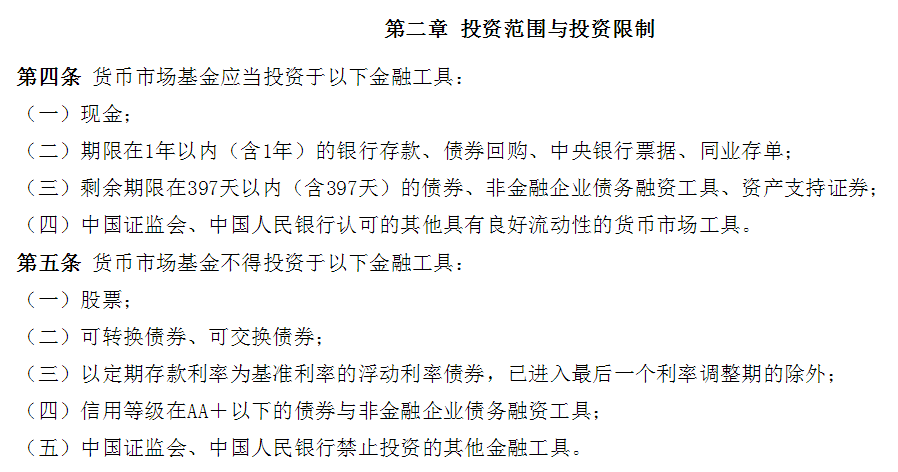 第二章 投资范围与投资限制
第四条 货币市场基金应当投资于以下金融工具：
（一）现金；
（二）期限在1年以内（含1年）的银行存款、债券回购、中央银行票据、同业存单；
（三）剩余期限在397天以内（含397天）的债券、非金融企业债务融资工具、资产支持证券；
（四）中国证监会、中国人民银行认可的其他具有良好流动性的货币市场工具。
第五条 货币市场基金不得投资于以下金融工具：
（一）股票；
（二）可转换债券、可交换债券；
（三）以定期存款利率为基准利率的浮动利率债券，已进入最后一个利率调整期的除外；
（四）信用等级在AA＋以下的债券与非金融企业债务融资工具；
（五）中国证监会、中国人民银行禁止投资的其他金融工具。